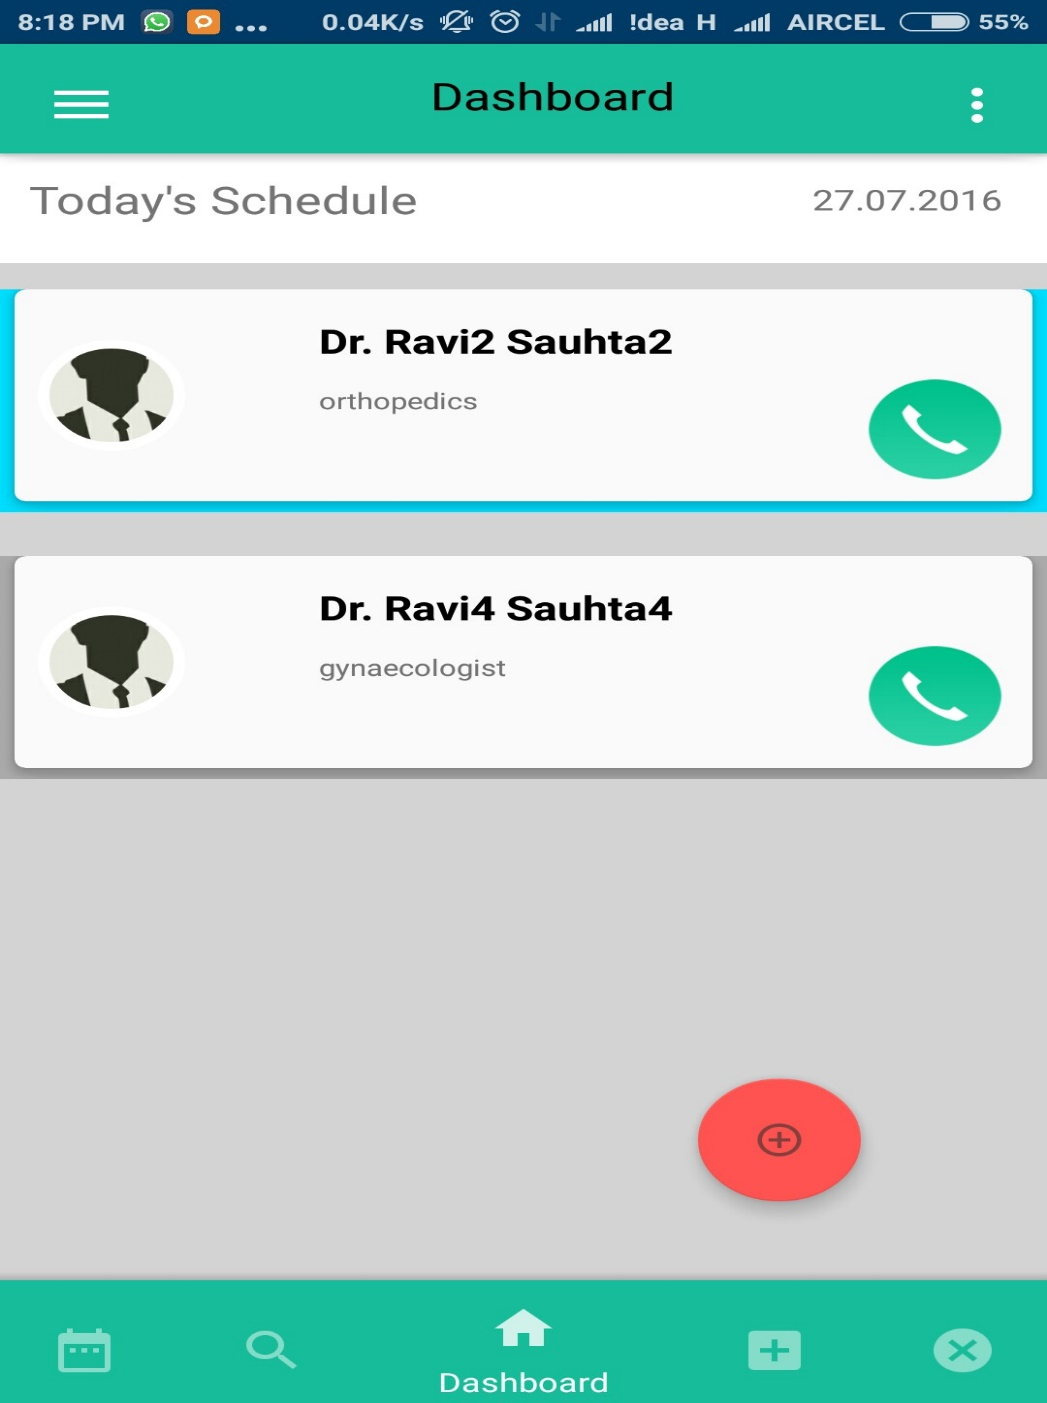 8:18 PM ... 0.04K/s !dea H AIRCEL 55%
Dashboard
Today's Schedule 27.07.2016
Dr. Ravi2 Sauhta2
orthopedics
Dr. Ravi4 Sauhta4
gynaecologist
Dashboard